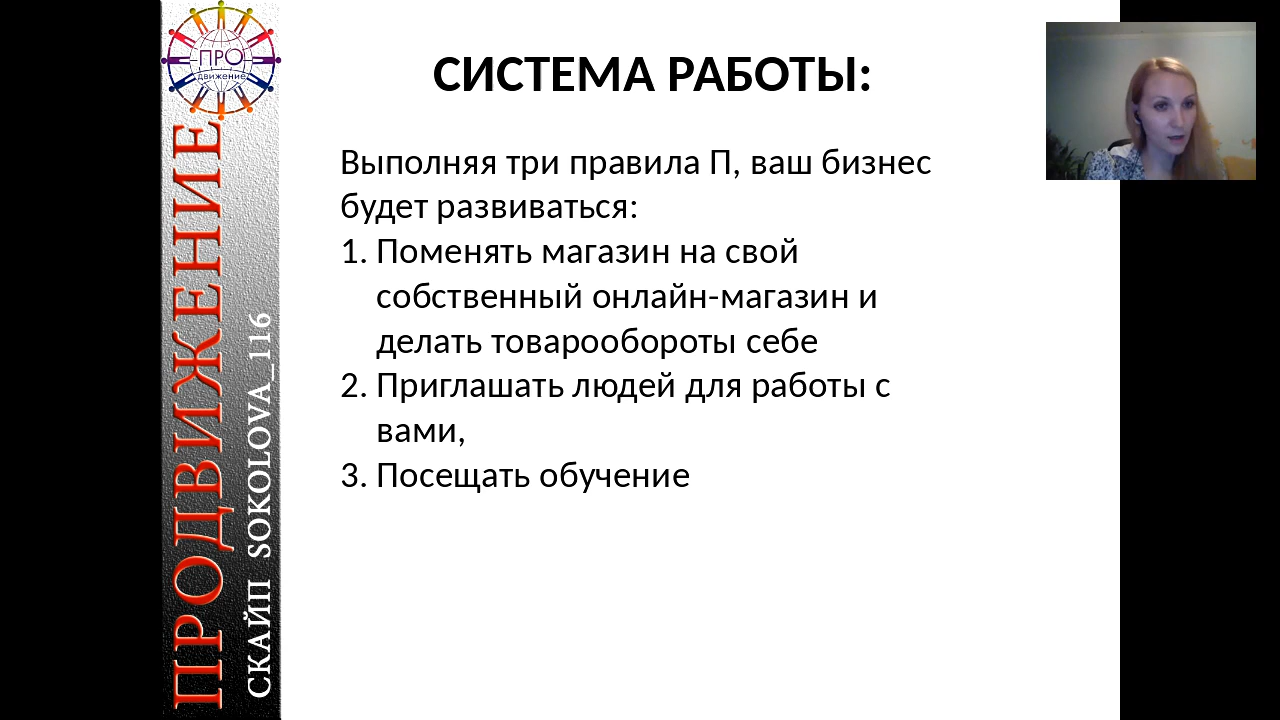 ПРО
движение
ПРОДВИЖЕНИЕ
СКАЙП SOKOLOVA_116
СИСТЕМА РАБОТЫ:
Выполняя три правила П, ваш бизнес
будет развиваться:
1. Поменять магазин на свой
собственный онлайн-магазин и
делать товарообороты себе
2. Приглашать людей для работы с
вами,
3. Посещать обучение